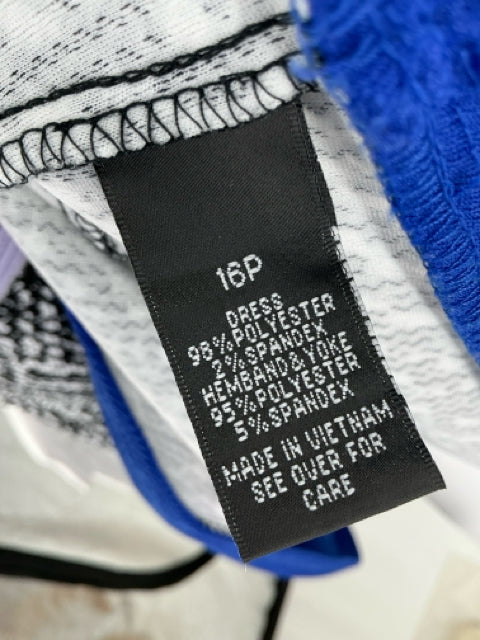 16P
DRESS
98% POLYESTER
2% SPANDEX
HEMBAND & YOKE
95% POLYESTER
5% SPANDEX
MADE IN VIETNAM
SEE OVER FOR
CARE